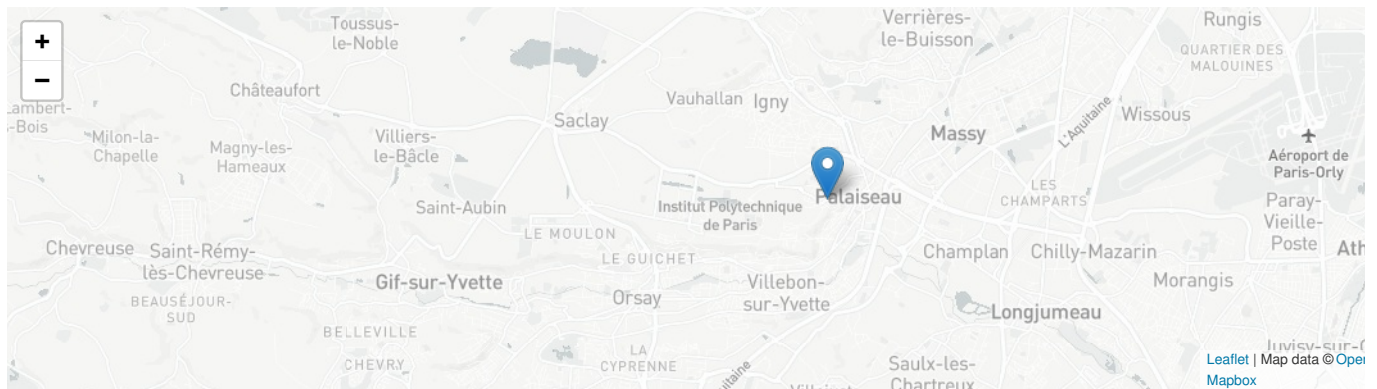 +
−
Toussus-
le-Noble
Verrières-
le-Buisson
Rungis
QUARTIER DES
MALOUINES
Châteaufort
Vauhallan
Igny
Lambert-
-Bois
Saclay
Massy
L'Aquitaine
Wissous
Milon-la-
Chapelle
Magny-les-
Hameaux
Villiers-
le-Bâcle
Aéroport de
Paris-Orly
Palaiseau
LES
CHAMPARTS
Institut Polytechnique
de Paris
Saint-Aubin
Paray-
Vieille-
Poste
LE MOULON
Chevreuse
Saint-Rémy-
lès-Chevreuse
LE GUICHET
Champlan
Chilly-Mazarin
Ath
Gif-sur-Yvette
Villebon-
sur-Yvette
Morangis
BEAUSÉJOUR-
SUD
Orsay
Longjumeau
BELLEVILLE
CHEVRY
LA
CYPRENNE
uitaine
Saulx-les-
Chartreux
Juvisy-sur-O
Leaflet | Map data © Oper
Mapbox